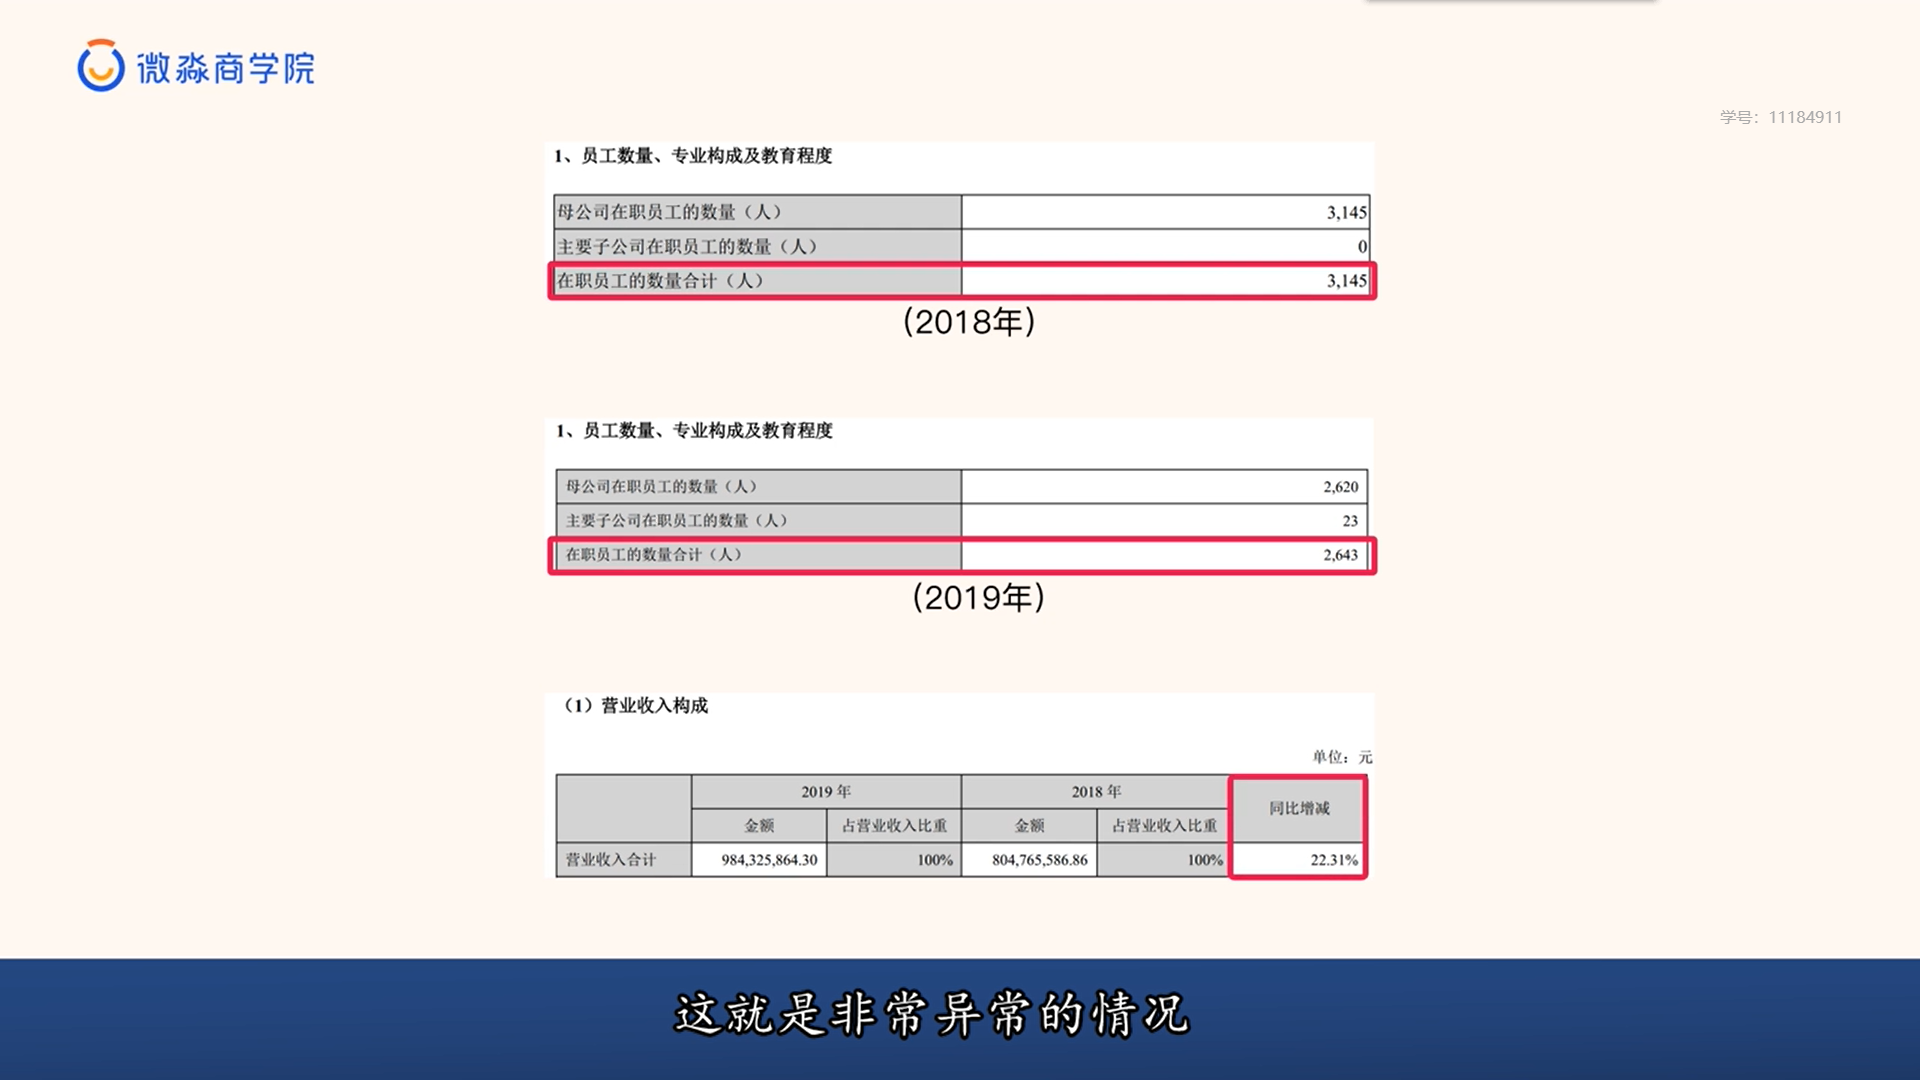 微淼商学院
学号：11184911
1、员工数量、专业构成及教育程度
母公司在职员工的数量（人） 3,145
主要子公司在职员工的数量（人） 0
在职员工的数量合计（人） 3,145
（2018年）
1、员工数量、专业构成及教育程度
母公司在职员工的数量（人） 2,620
主要子公司在职员工的数量（人） 23
在职员工的数量合计（人） 2,643
（2019年）
（1）营业收入构成
单位：元
2019 年 2018 年 同比增减
金额 占营业收入比重 金额 占营业收入比重
营业收入合计 984,325,864.30 100% 804,765,586.86 100% 22.31%
这就是非常异常的情况